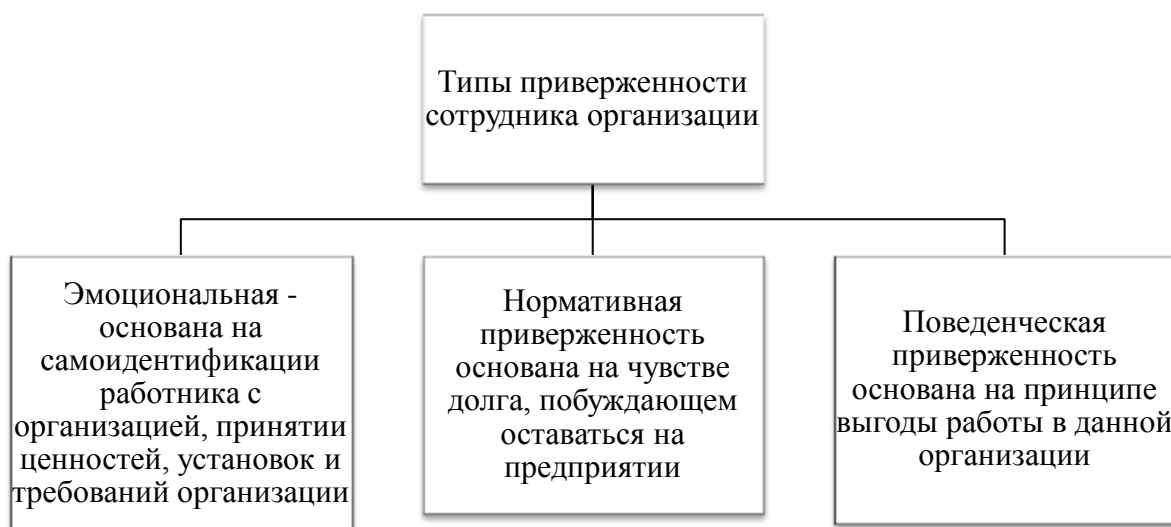 Типы приверженности
сотрудника организации
Эмоциональная -
основана на
самоидентификации
работника с
организацией, принятии
ценностей, установок и
требований организации
Нормативная
приверженность
основана на чувстве
долга, побуждающем
оставаться на
предприятии
Поведенческая
приверженность
основана на принципе
выгоды работы в данной
организации